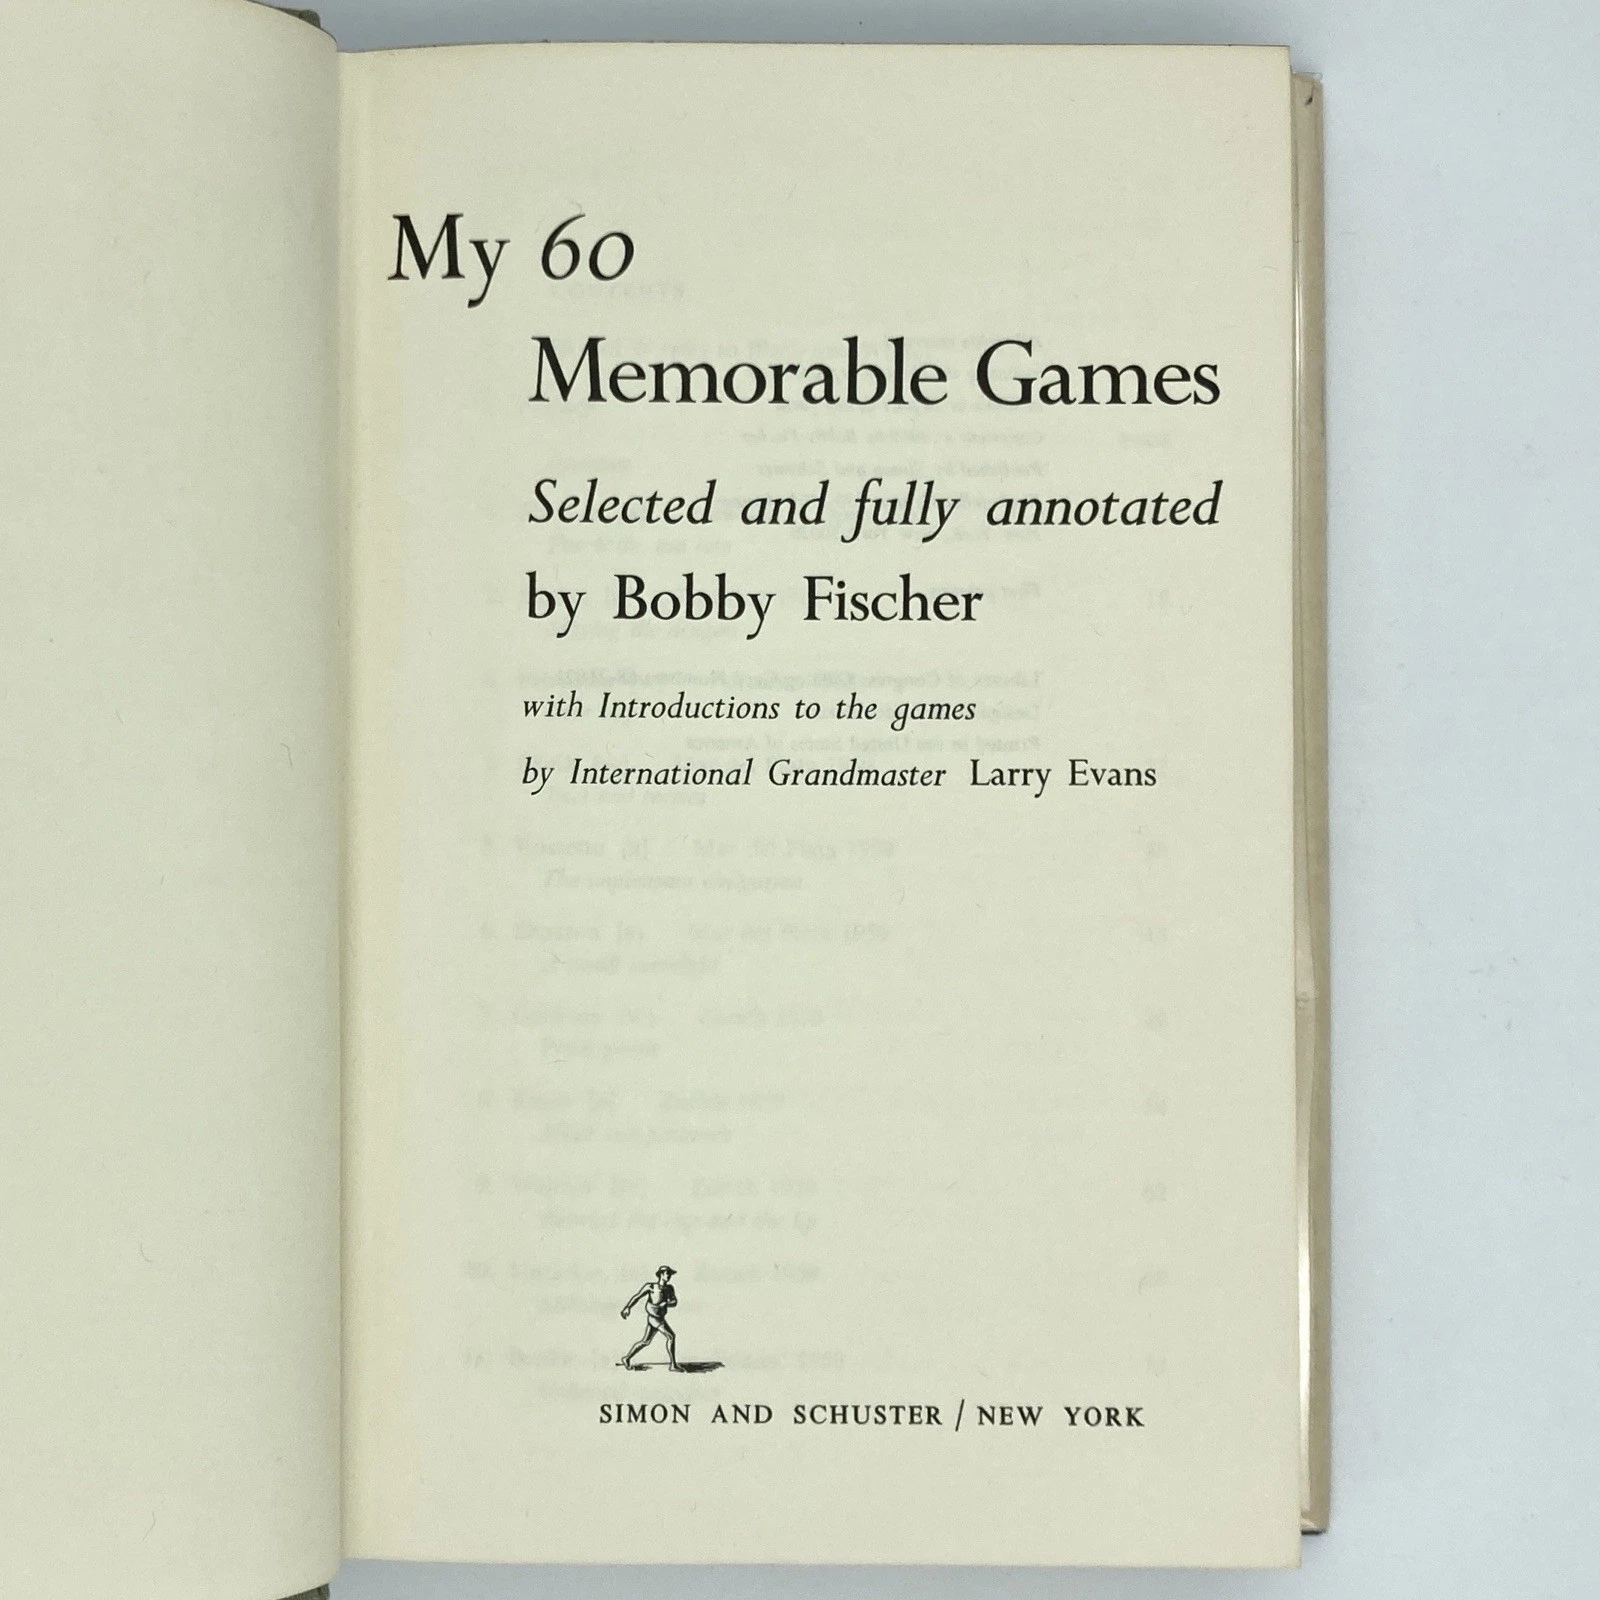 My 60
Memorable Games
Selected and fully annotated
by Bobby Fischer
with Introductions to the games
by International Grandmaster Larry Evans
SIMON AND SCHUSTER / NEW YORK